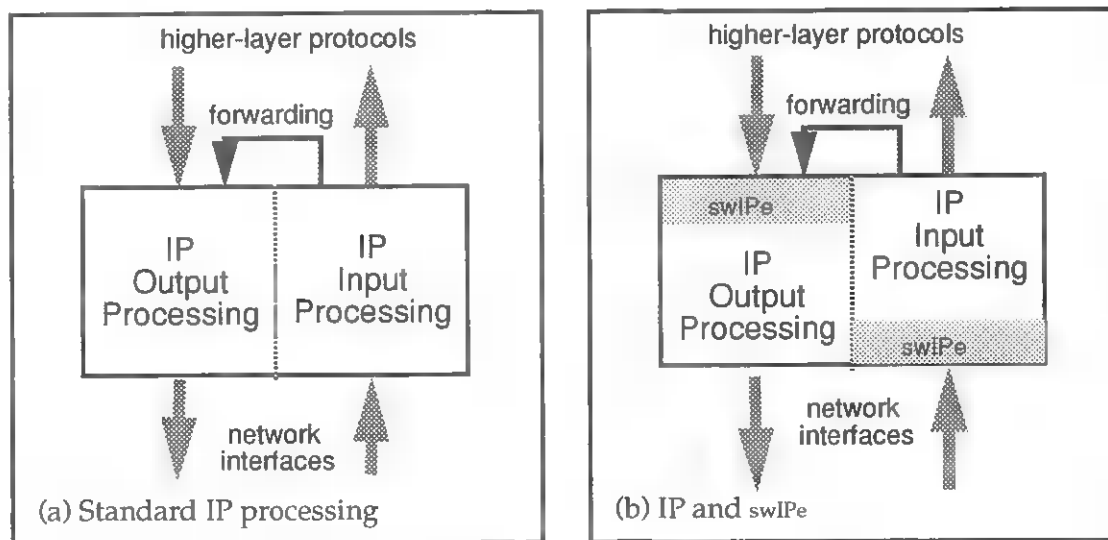 higher-layer protocols
forwarding
IP
Output
Processing
IP
Input
Processing
network
interfaces
(a) Standard IP processing
higher-layer protocols
forwarding
swIPe
IP
Output
Processing
IP
Input
Processing
swIPe
network
interfaces
(b) IP and swIPe